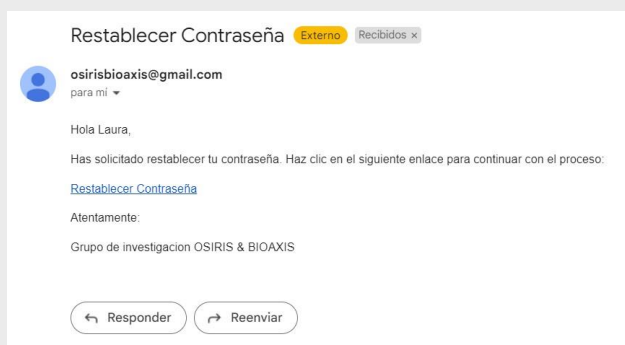 Restablecer Contraseña Externo Recibidos ×
osirisbioaxis@gmail.com
para mí
Hola Laura,
Has solicitado restablecer tu contraseña. Haz clic en el siguiente enlace para continuar con el proceso:
Restablecer Contraseña
Atentamente:
Grupo de investigacion OSIRIS & BIOAXIS
Responder Reenviar